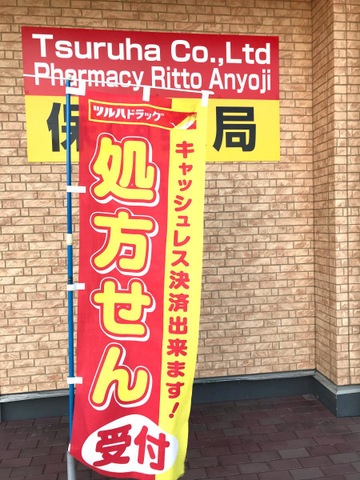 Tsuruha Co.,Ltd
Pharmacy Ritto Anyoji
保 局
ツルハドラッグ
処方せん
受付
キャッシュレス決済出来ます!